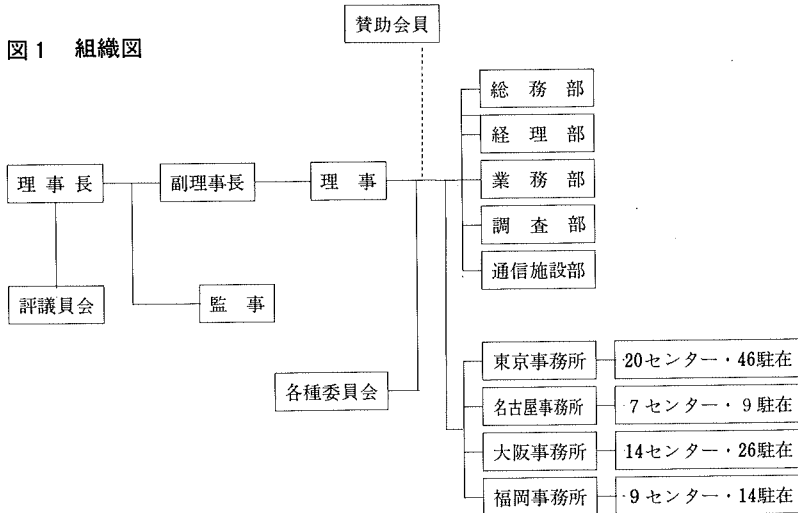 図1 組織図
賛助会員
理事長
副理事長
理事
評議員会
監事
各種委員会
総務部
経理部
業務部
調査部
通信施設部
東京事務所 20センター・46駐在
名古屋事務所 7センター・9駐在
大阪事務所 14センター・26駐在
福岡事務所 9センター・14駐在